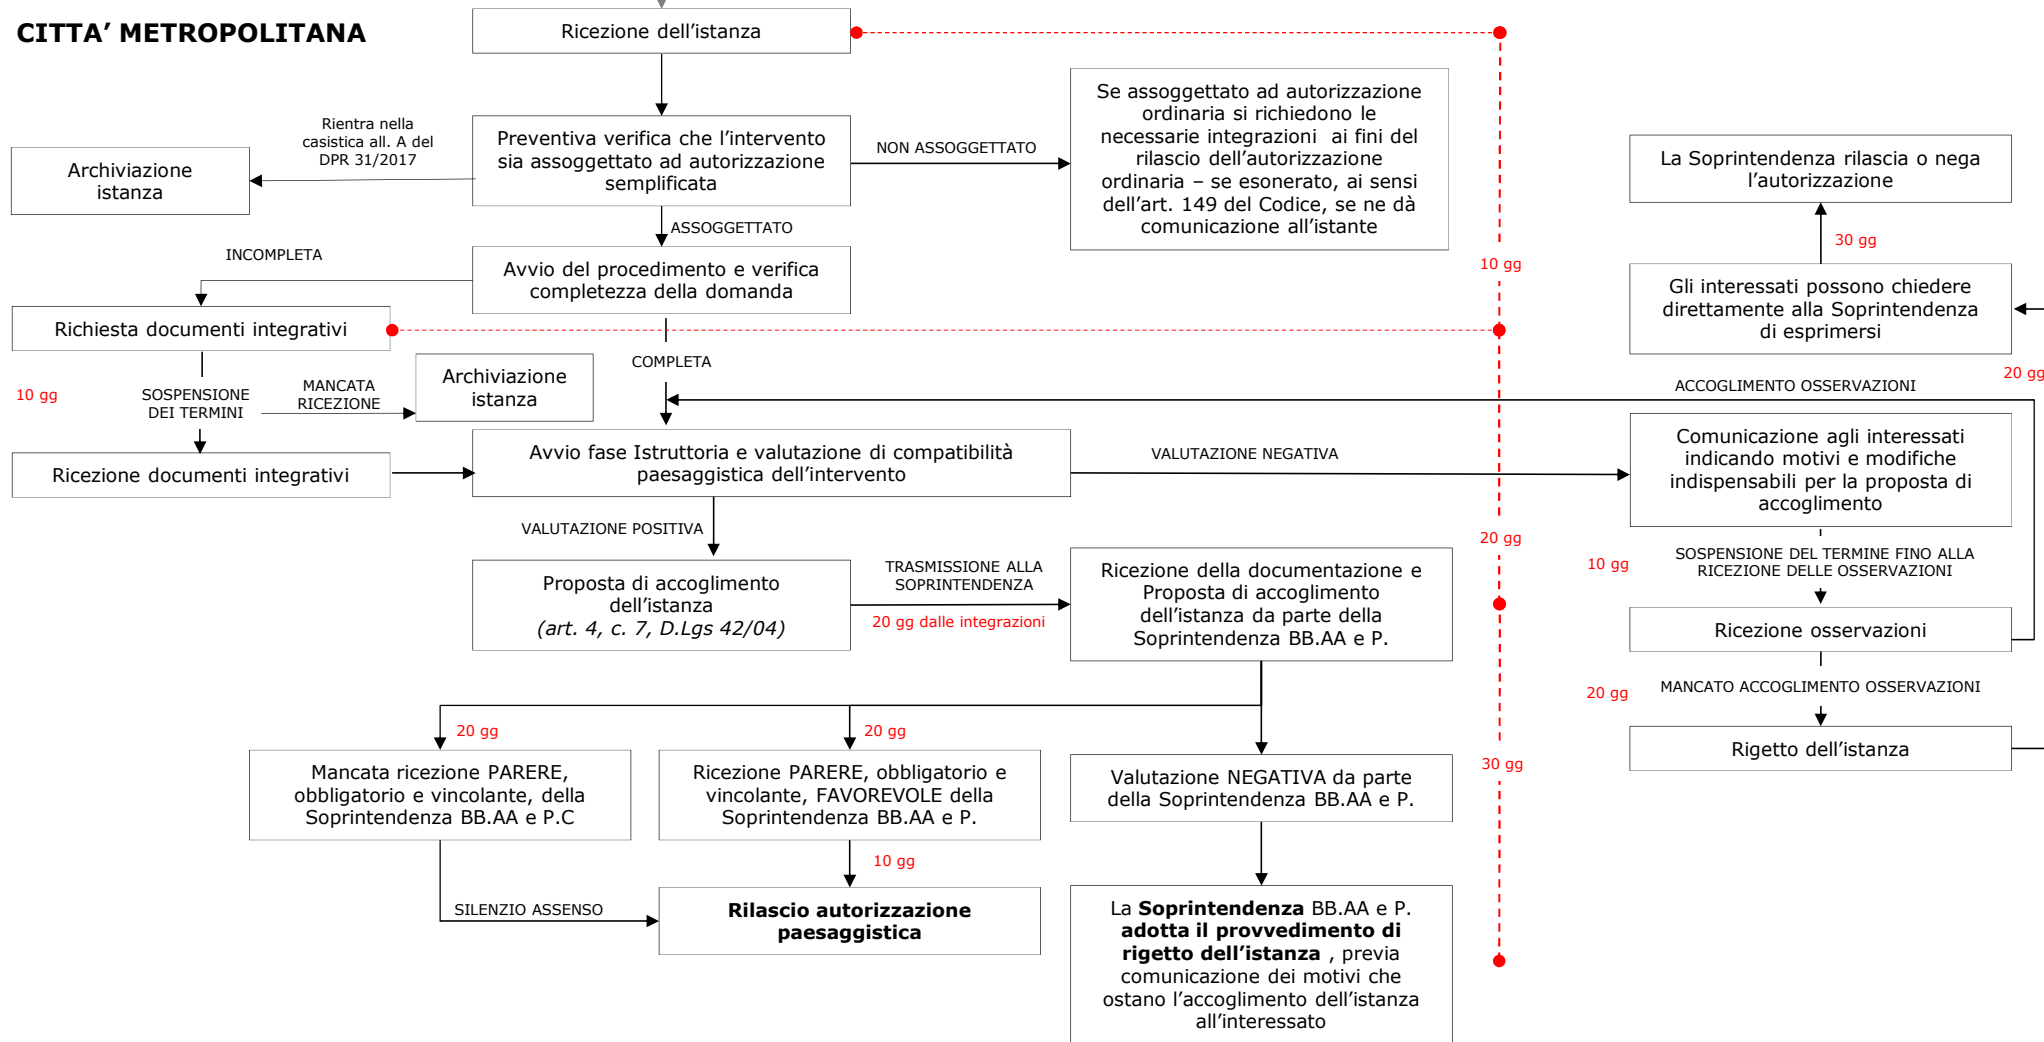 CITTA’ METROPOLITANA
Ricezione dell’istanza
Rientra nella
casistica all. A del
DPR 31/2017
Archiviazione
istanza
Preventiva verifica che l’intervento
sia assoggettato ad autorizzazione
semplificata
NON ASSOGGETTATO
Se assoggettato ad autorizzazione
ordinaria si richiedono le
necessarie integrazioni ai fini del
rilascio dell’autorizzazione
ordinaria – se esonerato, ai sensi
dell’art. 149 del Codice, se ne dà
comunicazione all’istante
La Soprintendenza rilascia o nega
l’autorizzazione
30 gg
ASSOGGETTATO
INCOMPLETA
Avvio del procedimento e verifica
completezza della domanda
10 gg
Gli interessati possono chiedere
direttamente alla Soprintendenza
di esprimersi
Richiesta documenti integrativi
COMPLETA
10 gg
SOSPENSIONE
DEI TERMINI
MANCATA
RICEZIONE
Archiviazione
istanza
20 gg
ACCOGLIMENTO OSSERVAZIONI
Ricezione documenti integrativi
Avvio fase Istruttoria e valutazione di compatibilità
paesaggistica dell’intervento
VALUTAZIONE NEGATIVA
Comunicazione agli interessati
indicando motivi e modifiche
indispensabili per la proposta di
accoglimento
VALUTAZIONE POSITIVA
20 gg
10 gg
SOSPENSIONE DEL TERMINE FINO ALLA
RICEZIONE DELLE OSSERVAZIONI
Proposta di accoglimento
dell’istanza
(art. 4, c. 7, D.Lgs 42/04)
TRASMISSIONE ALLA
SOPRINTENDENZA
20 gg dalle integrazioni
Ricezione della documentazione e
Proposta di accoglimento
dell’istanza da parte della
Soprintendenza BB.AA e P.
Ricezione osservazioni
20 gg
MANCATO ACCOGLIMENTO OSSERVAZIONI
Rigetto dell’istanza
20 gg
20 gg
30 gg
Mancata ricezione PARERE,
obbligatorio e vincolante, della
Soprintendenza BB.AA e P.C
Ricezione PARERE, obbligatorio e
vincolante, FAVOREVOLE della
Soprintendenza BB.AA e P.
Valutazione NEGATIVA da parte
della Soprintendenza BB.AA e P.
10 gg
SILENZIO ASSENSO
Rilascio autorizzazione
paesaggistica
La Soprintendenza BB.AA e P.
adotta il provvedimento di
rigetto dell’istanza , previa
comunicazione dei motivi che
ostano l’accoglimento dell’istanza
all’interessato